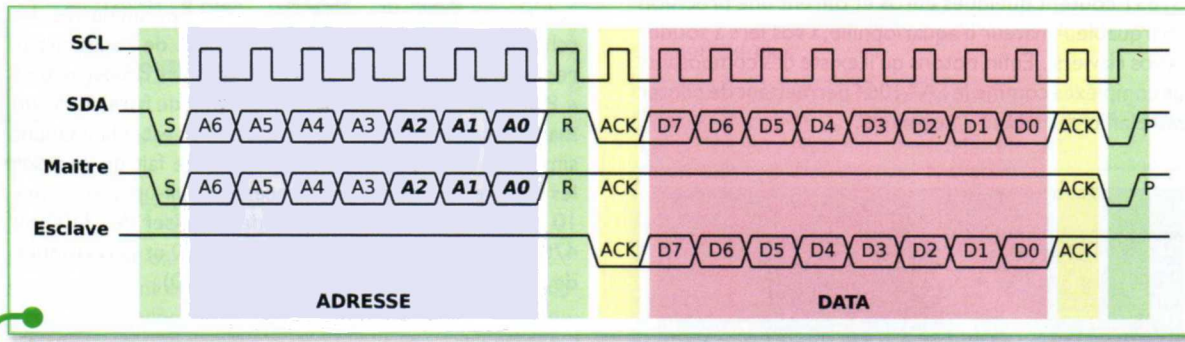 SCL
SDA S A6 A5 A4 A3 A2 A1 A0 R ACK D7 D6 D5 D4 D3 D2 D1 D0 ACK P
Maitre S A6 A5 A4 A3 A2 A1 A0 R ACK ACK P
Esclave ACK D7 D6 D5 D4 D3 D2 D1 D0 ACK
ADRESSE DATA